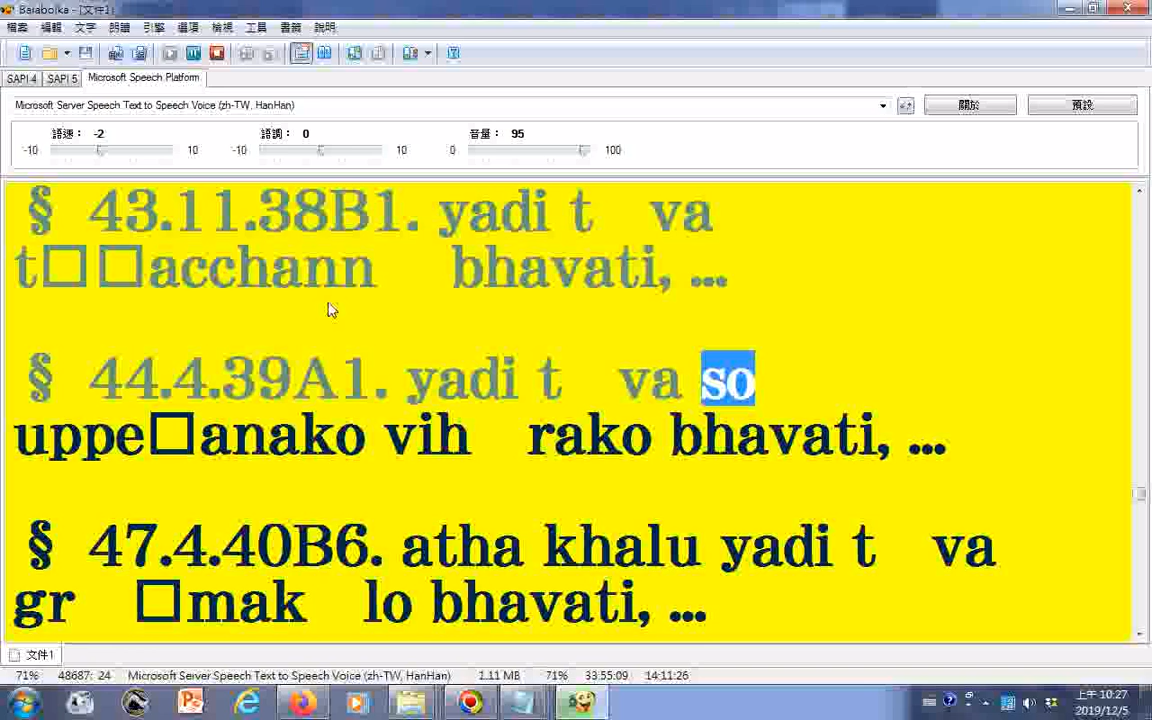 Balabolka - [文件1]
檔案 編輯 文字 朗讀 引擎 選項 檢視 工具 書籤 說明
SAPI 4 SAPI 5 Microsoft Speech Platform
Microsoft Server Speech Text to Speech Voice (zh-TW, HanHan) 關於 預設
語速： -2 語調： 0 音量： 95
-10 10 -10 10 0 100
§ 43.11.38B1. yadi t va
t□□acchann bhavati, ...
§ 44.4.39A1. yadi t va so
uppe□anako vih rako bhavati, ...
§ 47.4.40B6. atha khalu yadi t va
gr □mak lo bhavati, ...
文件1
71% 48687: 24 Microsoft Server Speech Text to Speech Voice (zh-TW, HanHan) 1.11 MB 71% 33:55:09 14:11:26
上午 10:27
2019/12/5